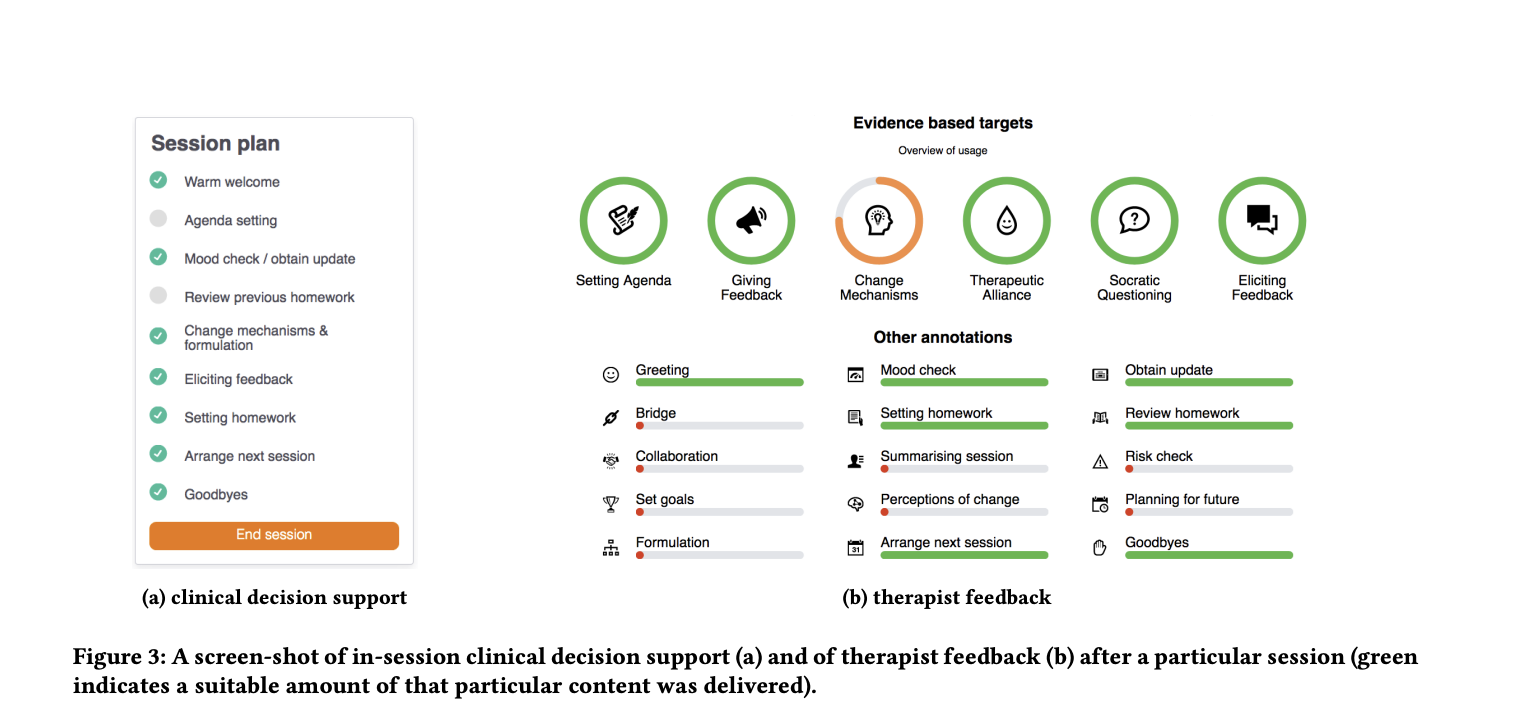 Session plan
Warm welcome
Agenda setting
Mood check / obtain update
Review previous homework
Change mechanisms &
formulation
Eliciting feedback
Setting homework
Arrange next session
Goodbyes
End session
(a) clinical decision support
Evidence based targets
Overview of usage
Setting Agenda
Giving
Feedback
Change
Mechanisms
Therapeutic
Alliance
Socratic
Questioning
Eliciting
Feedback
Other annotations
Greeting
Mood check
Obtain update
Bridge
Setting homework
Review homework
Collaboration
Summarising session
Risk check
Set goals
Perceptions of change
Planning for future
Formulation
31
Arrange next session
Goodbyes
(b) therapist feedback
Figure 3: A screen-shot of in-session clinical decision support (a) and of therapist feedback (b) after a particular session (green
indicates a suitable amount of that particular content was delivered).